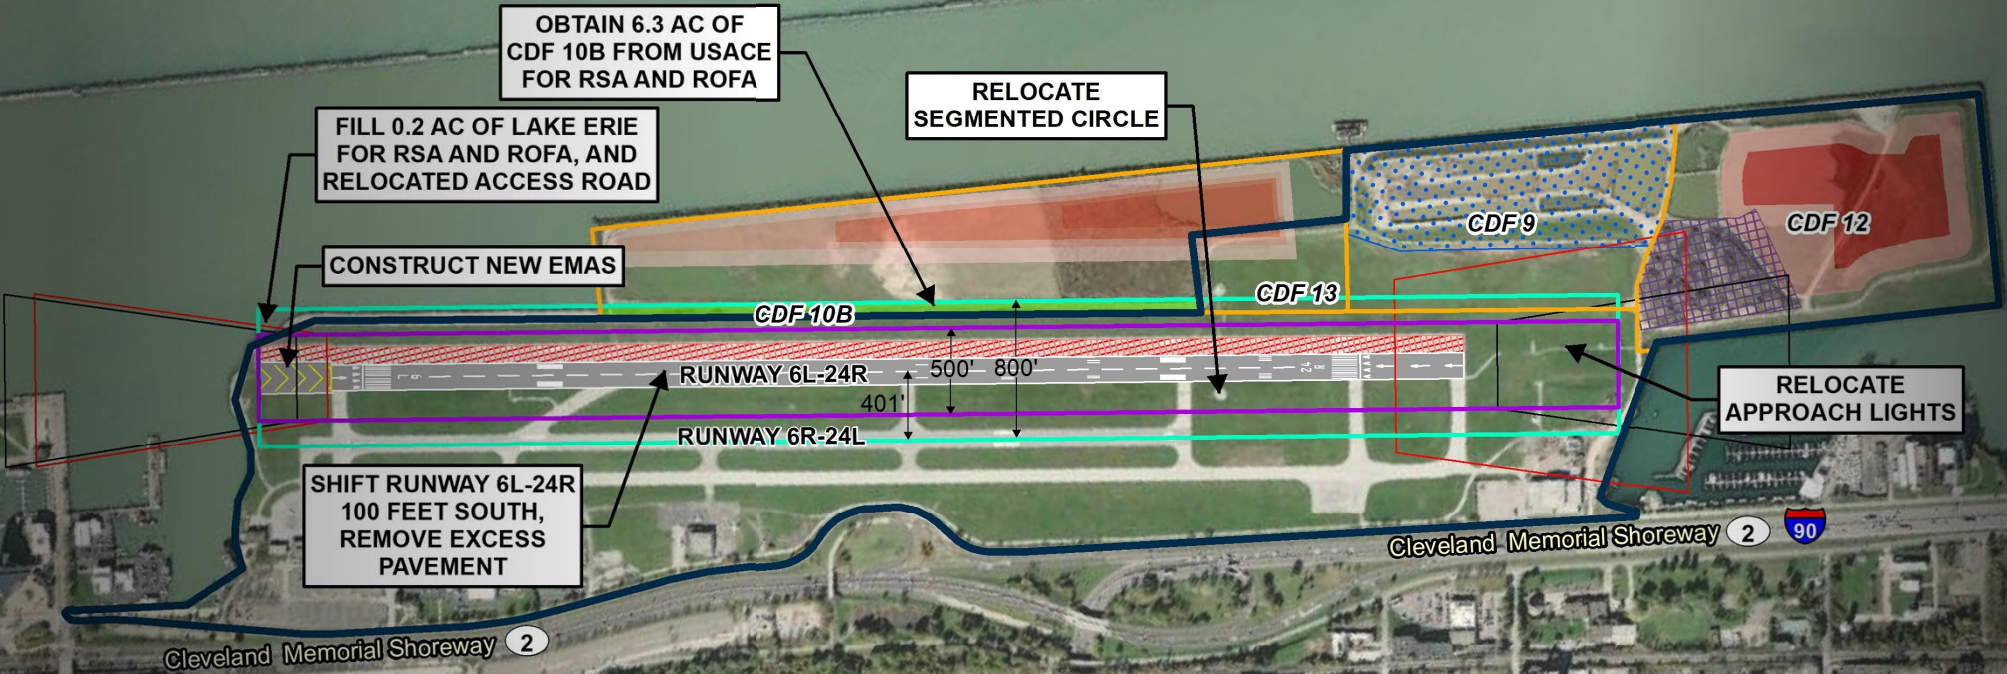 OBTAIN 6.3 AC OF
CDF 10B FROM USACE
FOR RSA AND ROFA
RELOCATE
SEGMENTED CIRCLE
FILL 0.2 AC OF LAKE ERIE
FOR RSA AND ROFA, AND
RELOCATED ACCESS ROAD
CONSTRUCT NEW EMAS
CDF 9
CDF 12
CDF 13
CDF 10B
RUNWAY 6L-24R
500'
800'
401'
24
R
6
L
RUNWAY 6R-24L
RELOCATE
APPROACH LIGHTS
SHIFT RUNWAY 6L-24R
100 FEET SOUTH,
REMOVE EXCESS
PAVEMENT
Cleveland Memorial Shoreway 2
90
Cleveland Memorial Shoreway 2